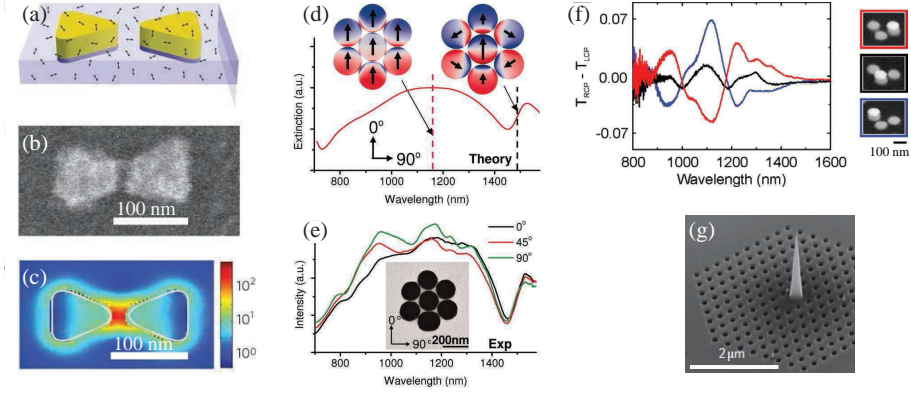 (a)
(b)
100 nm
(c)
100 nm
10²
10¹
10⁰
(d)
Extinction (a.u.)
0°
90°
Theory
800 1000 1200 1400
Wavelength (nm)
(e)
0°
45°
90°
Intensity (a.u.)
0°
90°
200nm
Exp
800 1000 1200 1400
Wavelength (nm)
(f)
T_RCP - T_LCP
0.07
0.00
-0.07
800 1000 1200 1400 1600
Wavelength (nm)
100 nm
(g)
2μm